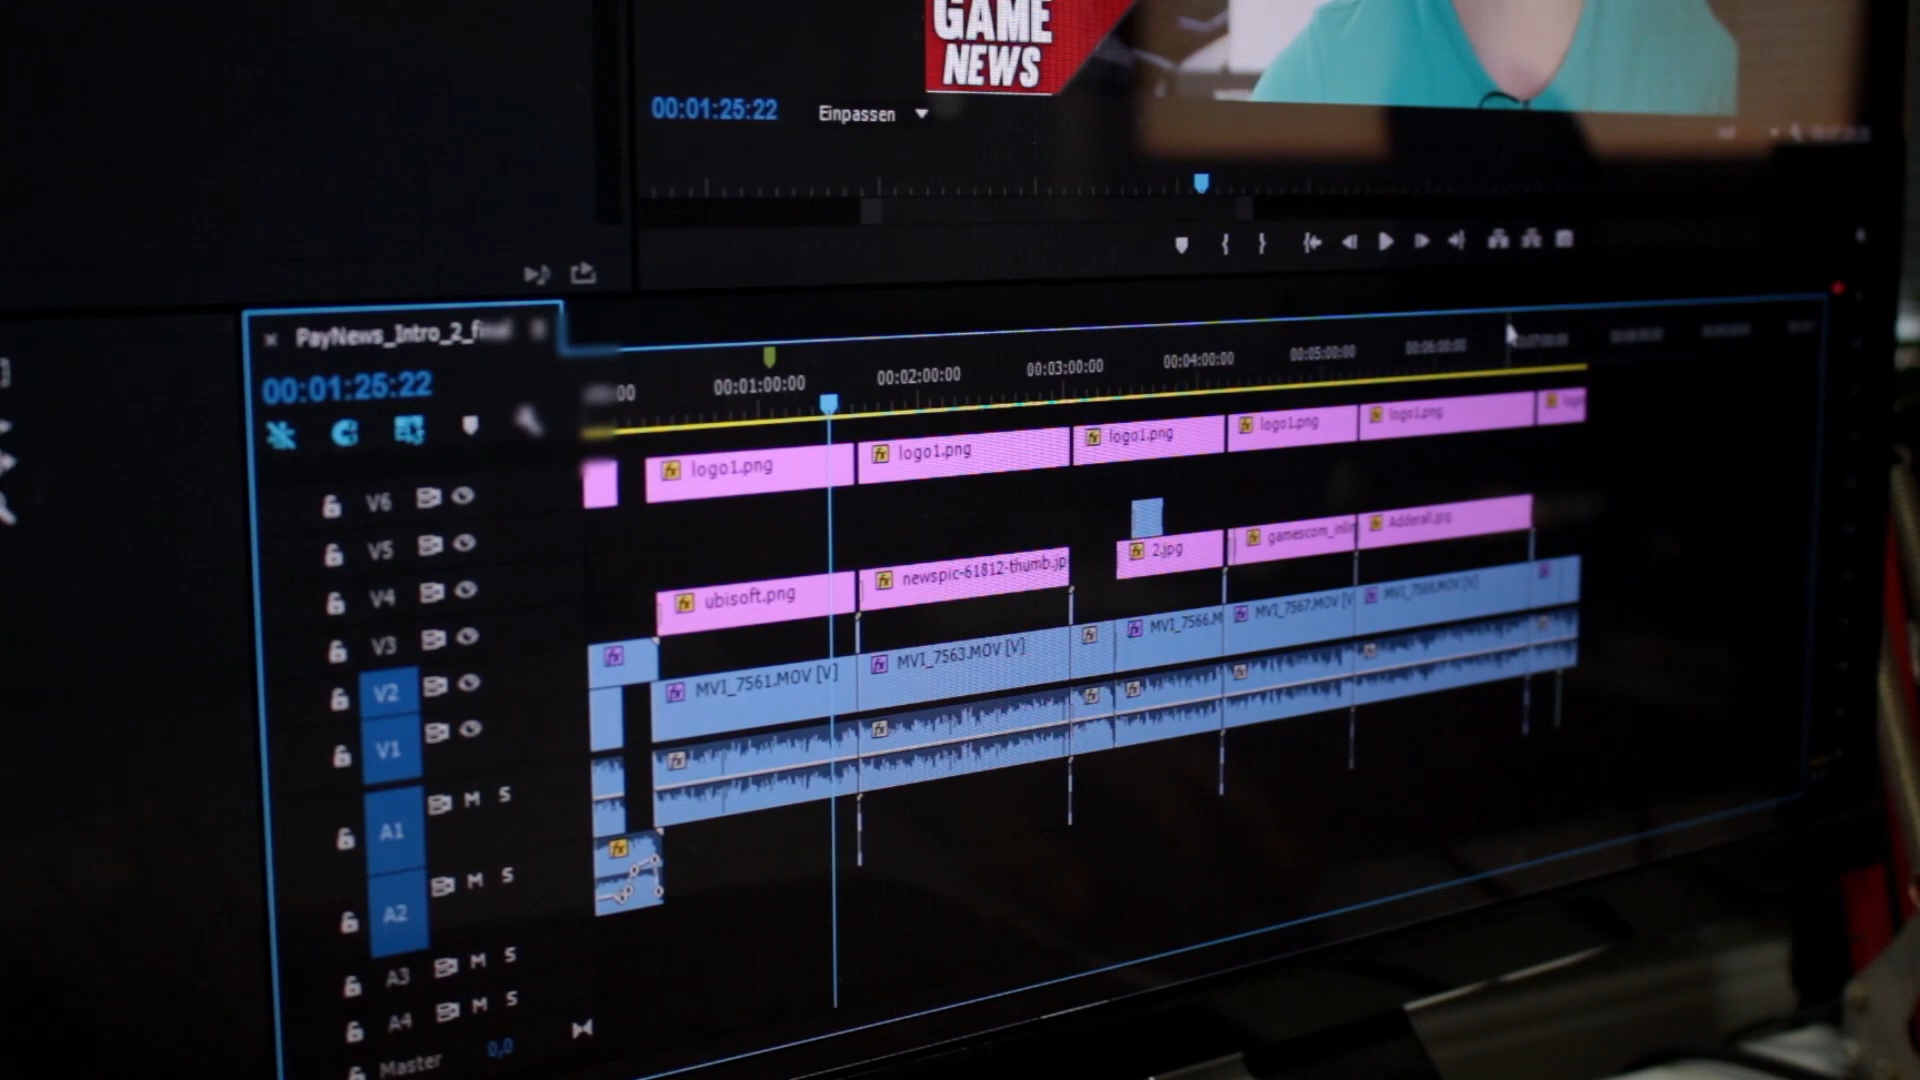 GAME
NEWS
00:01:25:22
Einpassen
PayNews_Intro_2_final
00:01:25:22
00:01:00:00
00:02:00:00
00:03:00:00
00:04:00:00
00:05:00:00
00:06:00:00
logo1.png
logo1.png
logo1.png
logo1.png
logo1.png
V6
V5
2.jpg
gamescom_inli
Adderall.jpg
V4
ubisoft.png
newspic-61812-thumb.jp
V3
V2
MVI_7561.MOV [V]
MVI_7563.MOV [V]
MVI_7566.M
MVI_7567.MOV [V
MVI_7569.MOV [V]
V1
A1
M S
A2
M S
A3
M S
A4
M S
Master
0,0